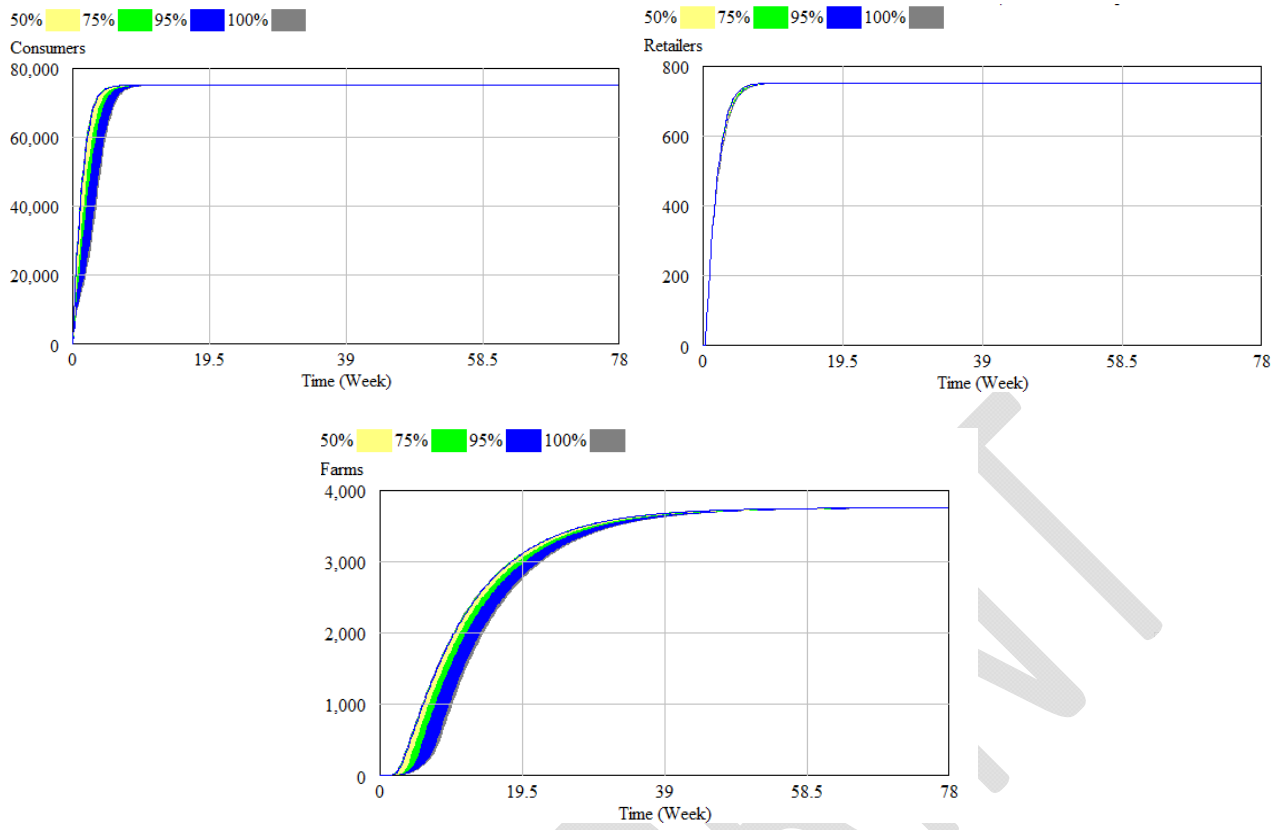 50% 75% 95% 100%
Consumers
80,000
60,000
40,000
20,000
0
0 19.5 39 58.5 78
Time (Week)
50% 75% 95% 100%
Retailers
800
600
400
200
0
0 19.5 39 58.5 78
Time (Week)
50% 75% 95% 100%
Farms
4,000
3,000
2,000
1,000
0
0 19.5 39 58.5 78
Time (Week)